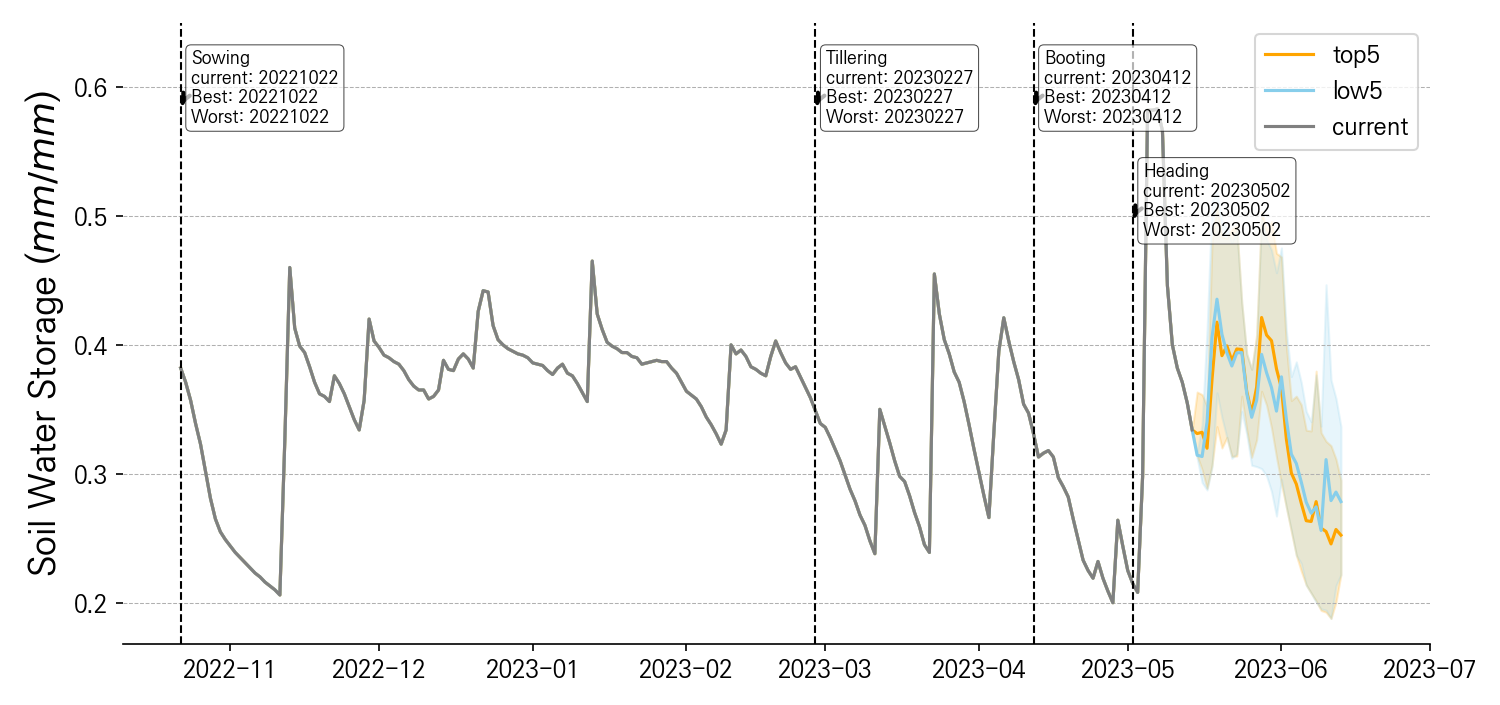 Sowing
current: 20221022
Best: 20221022
Worst: 20221022
Tillering
current: 20230227
Best: 20230227
Worst: 20230227
Booting
current: 20230412
Best: 20230412
Worst: 20230412
Heading
current: 20230502
Best: 20230502
Worst: 20230502
top5
low5
current
Soil Water Storage (mm/mm)
0.6
0.5
0.4
0.3
0.2
2022−11
2022−12
2023−01
2023−02
2023−03
2023−04
2023−05
2023−06
2023−07